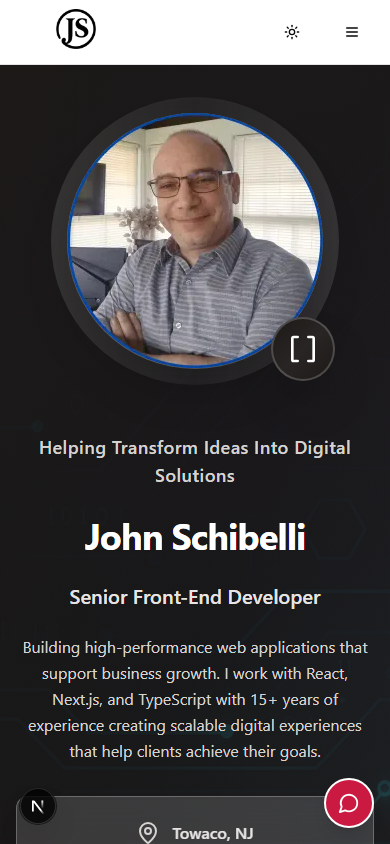 JS
Helping Transform Ideas Into Digital
Solutions
[ ]
John Schibelli
Senior Front-End Developer
Building high-performance web applications that
support business growth. I work with React,
Next.js, and TypeScript with 15+ years of
experience creating scalable digital experiences
that help clients achieve their goals.
N
Towaco, NJ